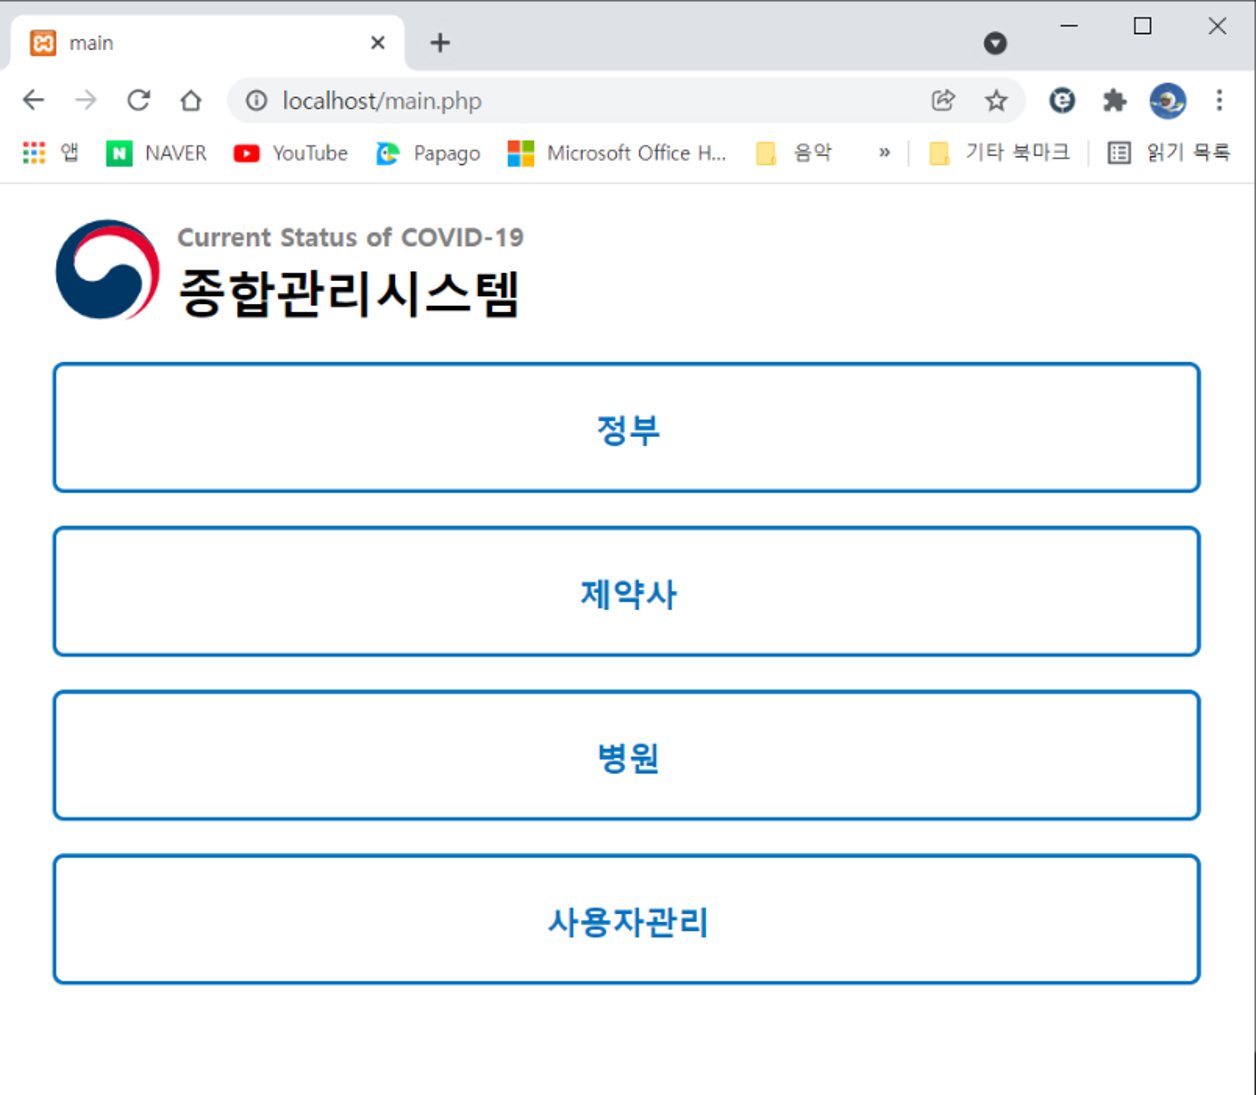 main
localhost/main.php
앱 NAVER YouTube Papago Microsoft Office H... 음악 » 기타 북마크 읽기 목록
Current Status of COVID-19
종합관리시스템
정부
제약사
병원
사용자관리